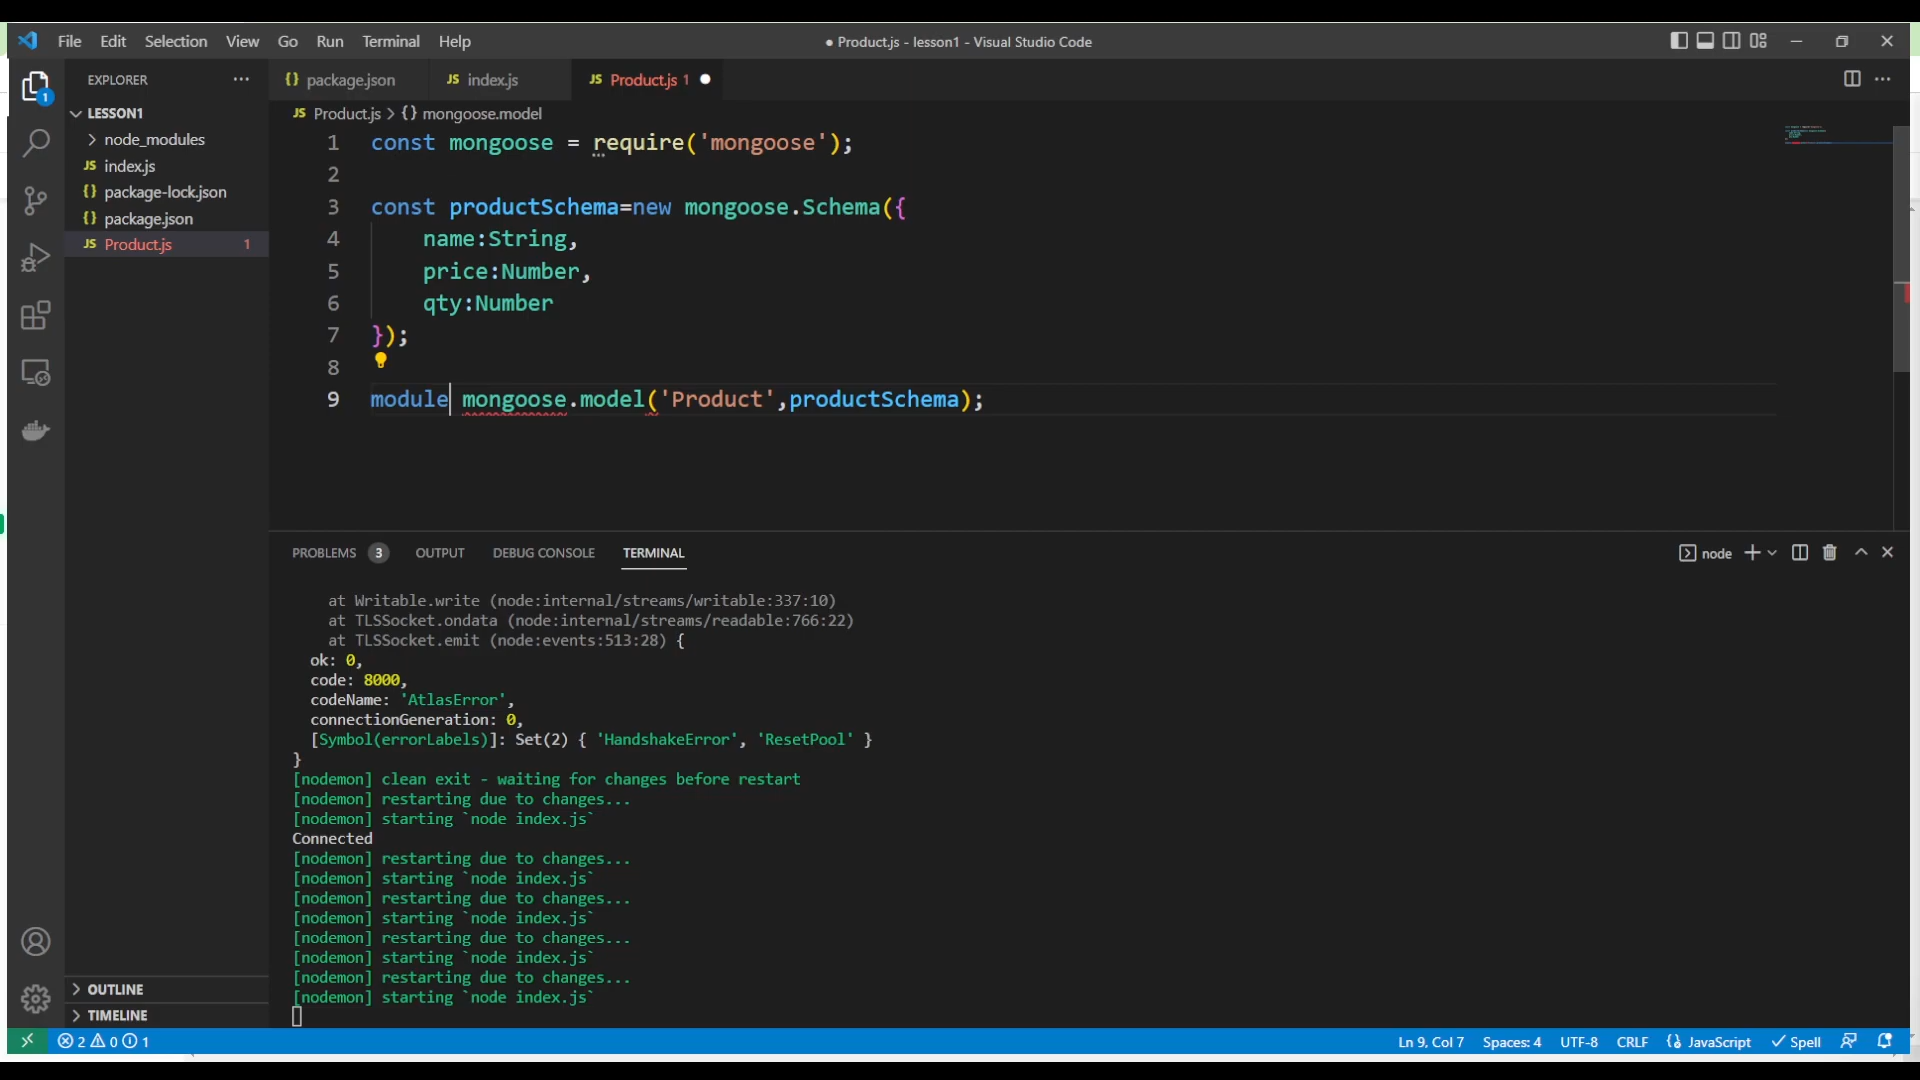 File Edit Selection View Go Run Terminal Help
● Product.js - lesson1 - Visual Studio Code
EXPLORER ...
1
LESSON1
node_modules
JS index.js
{} package-lock.json
{} package.json
JS Product.js 1
OUTLINE
TIMELINE
{} package.json
JS index.js
JS Product.js 1 ●
JS Product.js > {} mongoose.model
1 const mongoose = require('mongoose');
2
3 const productSchema=new mongoose.Schema({
4 name:String,
5 price:Number,
6 qty:Number
7 });
8
9 module mongoose.model('Product',productSchema);
PROBLEMS 3 OUTPUT DEBUG CONSOLE TERMINAL
node
at Writable.write (node:internal/streams/writable:337:10)
at TLSSocket.ondata (node:internal/streams/readable:766:22)
at TLSSocket.emit (node:events:513:28) {
ok: 0,
code: 8000,
codeName: 'AtlasError',
connectionGeneration: 0,
[Symbol(errorLabels)]: Set(2) { 'HandshakeError', 'ResetPool' }
}
[nodemon] clean exit - waiting for changes before restart
[nodemon] restarting due to changes...
[nodemon] starting `node index.js`
Connected
[nodemon] restarting due to changes...
[nodemon] starting `node index.js`
[nodemon] restarting due to changes...
[nodemon] starting `node index.js`
[nodemon] restarting due to changes...
[nodemon] starting `node index.js`
[nodemon] restarting due to changes...
[nodemon] starting `node index.js`
2 0 1
Ln 9, Col 7 Spaces: 4 UTF-8 CRLF {} JavaScript Spell